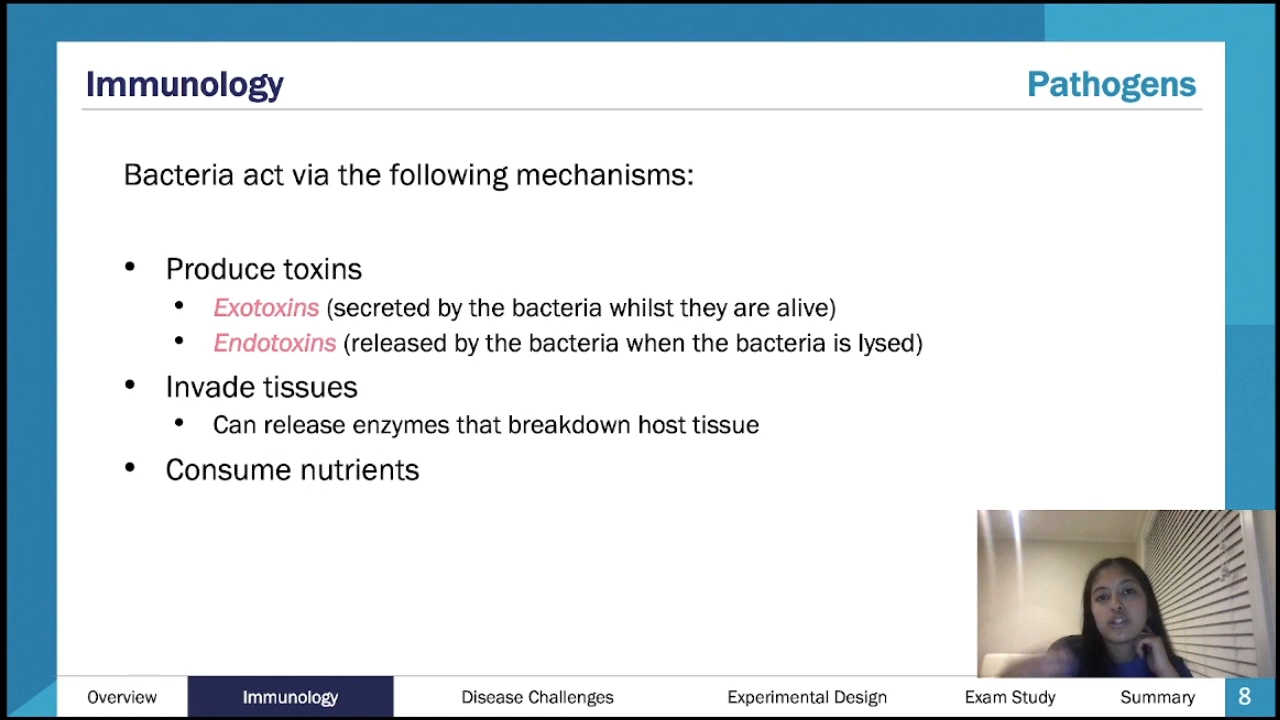 Immunology
Pathogens
Bacteria act via the following mechanisms:
• Produce toxins
• Exotoxins (secreted by the bacteria whilst they are alive)
• Endotoxins (released by the bacteria when the bacteria is lysed)
• Invade tissues
• Can release enzymes that breakdown host tissue
• Consume nutrients
Overview Immunology Disease Challenges Experimental Design Exam Study Summary 8